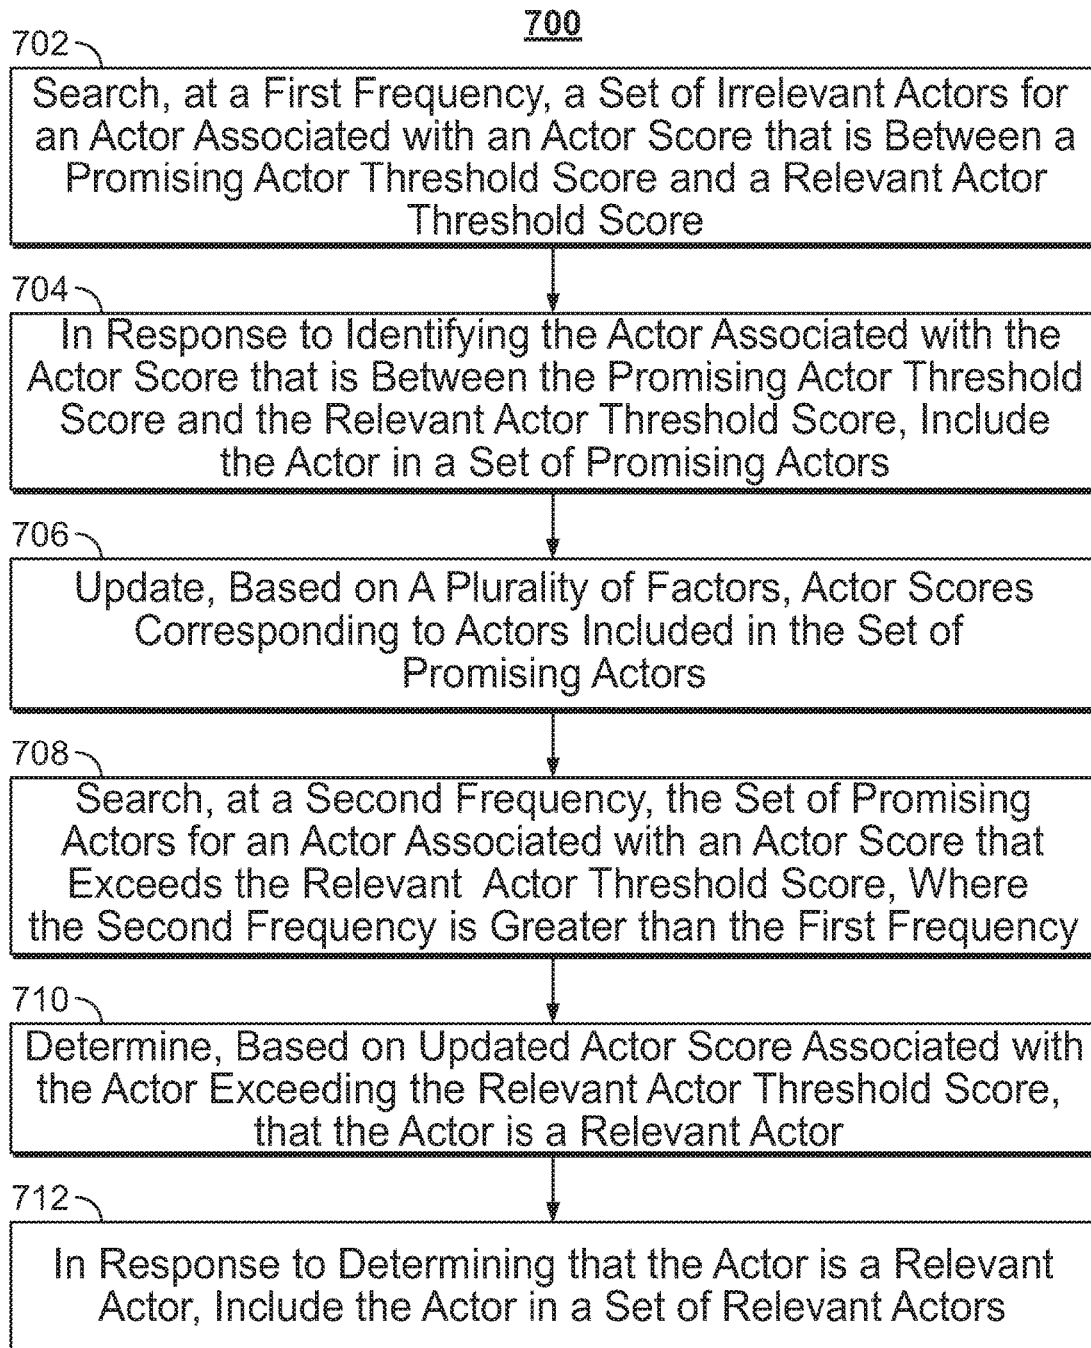 700
702
Search, at a First Frequency, a Set of Irrelevant Actors for
an Actor Associated with an Actor Score that is Between a
Promising Actor Threshold Score and a Relevant Actor
Threshold Score
704
In Response to Identifying the Actor Associated with the
Actor Score that is Between the Promising Actor Threshold
Score and the Relevant Actor Threshold Score, Include
the Actor in a Set of Promising Actors
706
Update, Based on A Plurality of Factors, Actor Scores
Corresponding to Actors Included in the Set of
Promising Actors
708
Search, at a Second Frequency, the Set of Promising
Actors for an Actor Associated with an Actor Score that
Exceeds the Relevant Actor Threshold Score, Where
the Second Frequency is Greater than the First Frequency
710
Determine, Based on Updated Actor Score Associated with
the Actor Exceeding the Relevant Actor Threshold Score,
that the Actor is a Relevant Actor
712
In Response to Determining that the Actor is a Relevant
Actor, Include the Actor in a Set of Relevant Actors